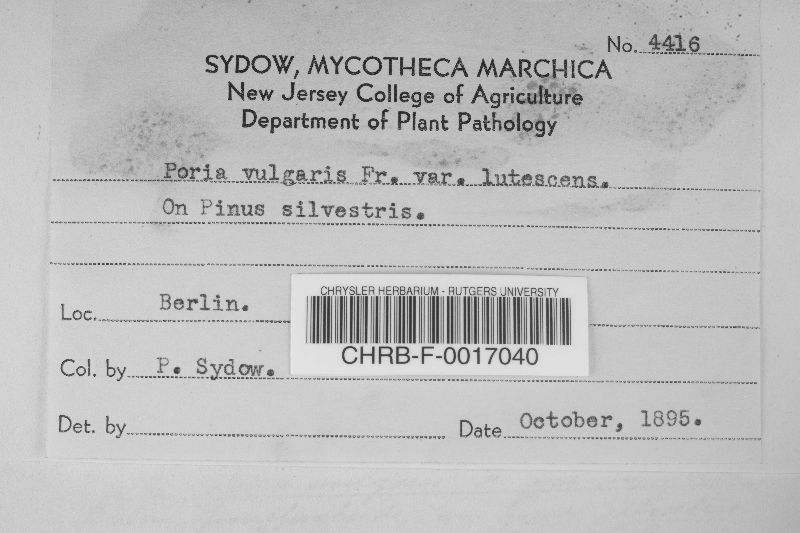 No. 4416
SYDOW, MYCOTHECA MARCHICA
New Jersey College of Agriculture
Department of Plant Pathology
Poria vulgaris Fr. var. lutescens.
On Pinus silvestris.
Loc. Berlin.
CHRYSLER HERBARIUM - RUTGERS UNIVERSITY
CHRB-F-0017040
Col. by P. Sydow.
Det. by
Date October, 1895.